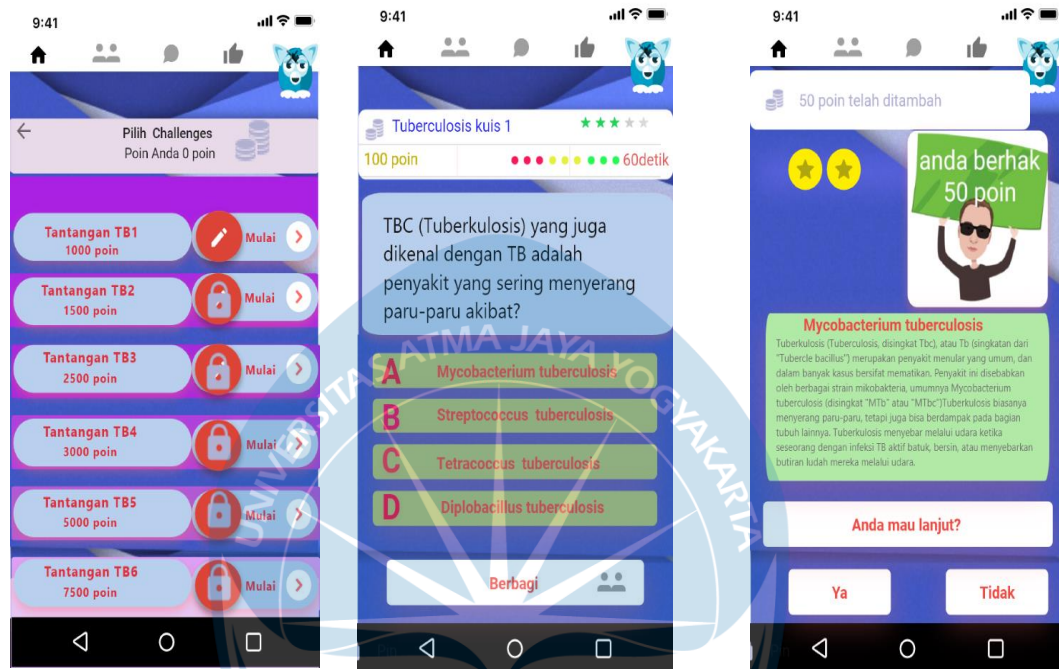 9:41
Pilih Challenges
Poin Anda 0 poin
Tantangan TB1
1000 poin
Mulai
Tantangan TB2
1500 poin
Mulai
Tantangan TB3
2500 poin
Mulai
Tantangan TB4
3000 poin
Mulai
Tantangan TB5
5000 poin
Mulai
Tantangan TB6
7500 poin
Mulai
9:41
Tuberculosis kuis 1
100 poin
60detik
TBC (Tuberkulosis) yang juga
dikenal dengan TB adalah
penyakit yang sering menyerang
paru-paru akibat?
A Mycobacterium tuberculosis
B Streptococcus tuberculosis
C Tetracoccus tuberculosis
D Diplobacillus tuberculosis
Berbagi
9:41
50 poin telah ditambah
anda berhak
50 poin
Mycobacterium tuberculosis
Tuberkulosis (Tuberculosis, disingkat Tbc), atau Tb (singkatan dari
"Tubercle bacillus") merupakan penyakit menular yang umum, dan
dalam banyak kasus bersifat mematikan. Penyakit ini disebabkan
oleh berbagai strain mikobakteria, umumnya Mycobacterium
tuberculosis (disingkat "MTb" atau "MTbc")Tuberkulosis biasanya
menyerang paru-paru, tetapi juga bisa berdampak pada bagian
tubuh lainnya. Tuberkulosis menyebar melalui udara ketika
seseorang dengan infeksi TB aktif batuk, bersin, atau menyebarkan
butiran ludah mereka melalui udara.
Anda mau lanjut?
Ya
Tidak
UNIVERSITAS ATMA JAYA YOGYAKARTA